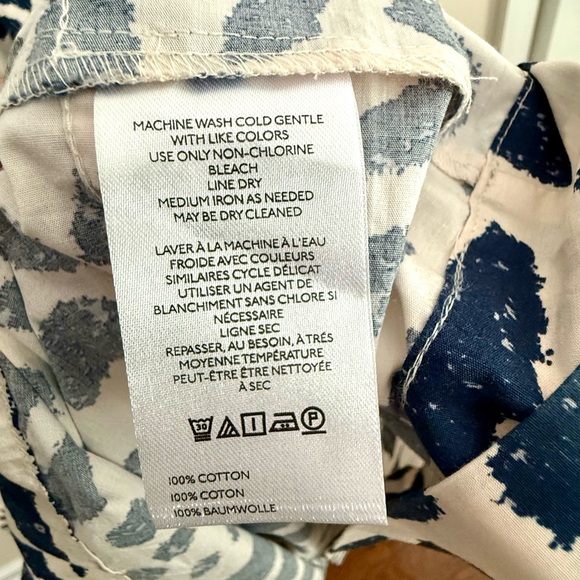 MACHINE WASH COLD GENTLE
WITH LIKE COLORS
USE ONLY NON-CHLORINE
BLEACH
LINE DRY
MEDIUM IRON AS NEEDED
MAY BE DRY CLEANED
LAVER À LA MACHINE À L'EAU
FROIDE AVEC COULEURS
SIMILAIRES CYCLE DÉLICAT
UTILISER UN AGENT DE
BLANCHIMENT SANS CHLORE SI
NÉCESSAIRE
LIGNE SEC
REPASSER, AU BESOIN, À TRÉS
MOYENNE TEMPÉRATURE
PEUT-ÊTRE ÊTRE NETTOYÉE
À SEC
30 P
100% COTTON
100% COTON
100% BAUMWOLLE